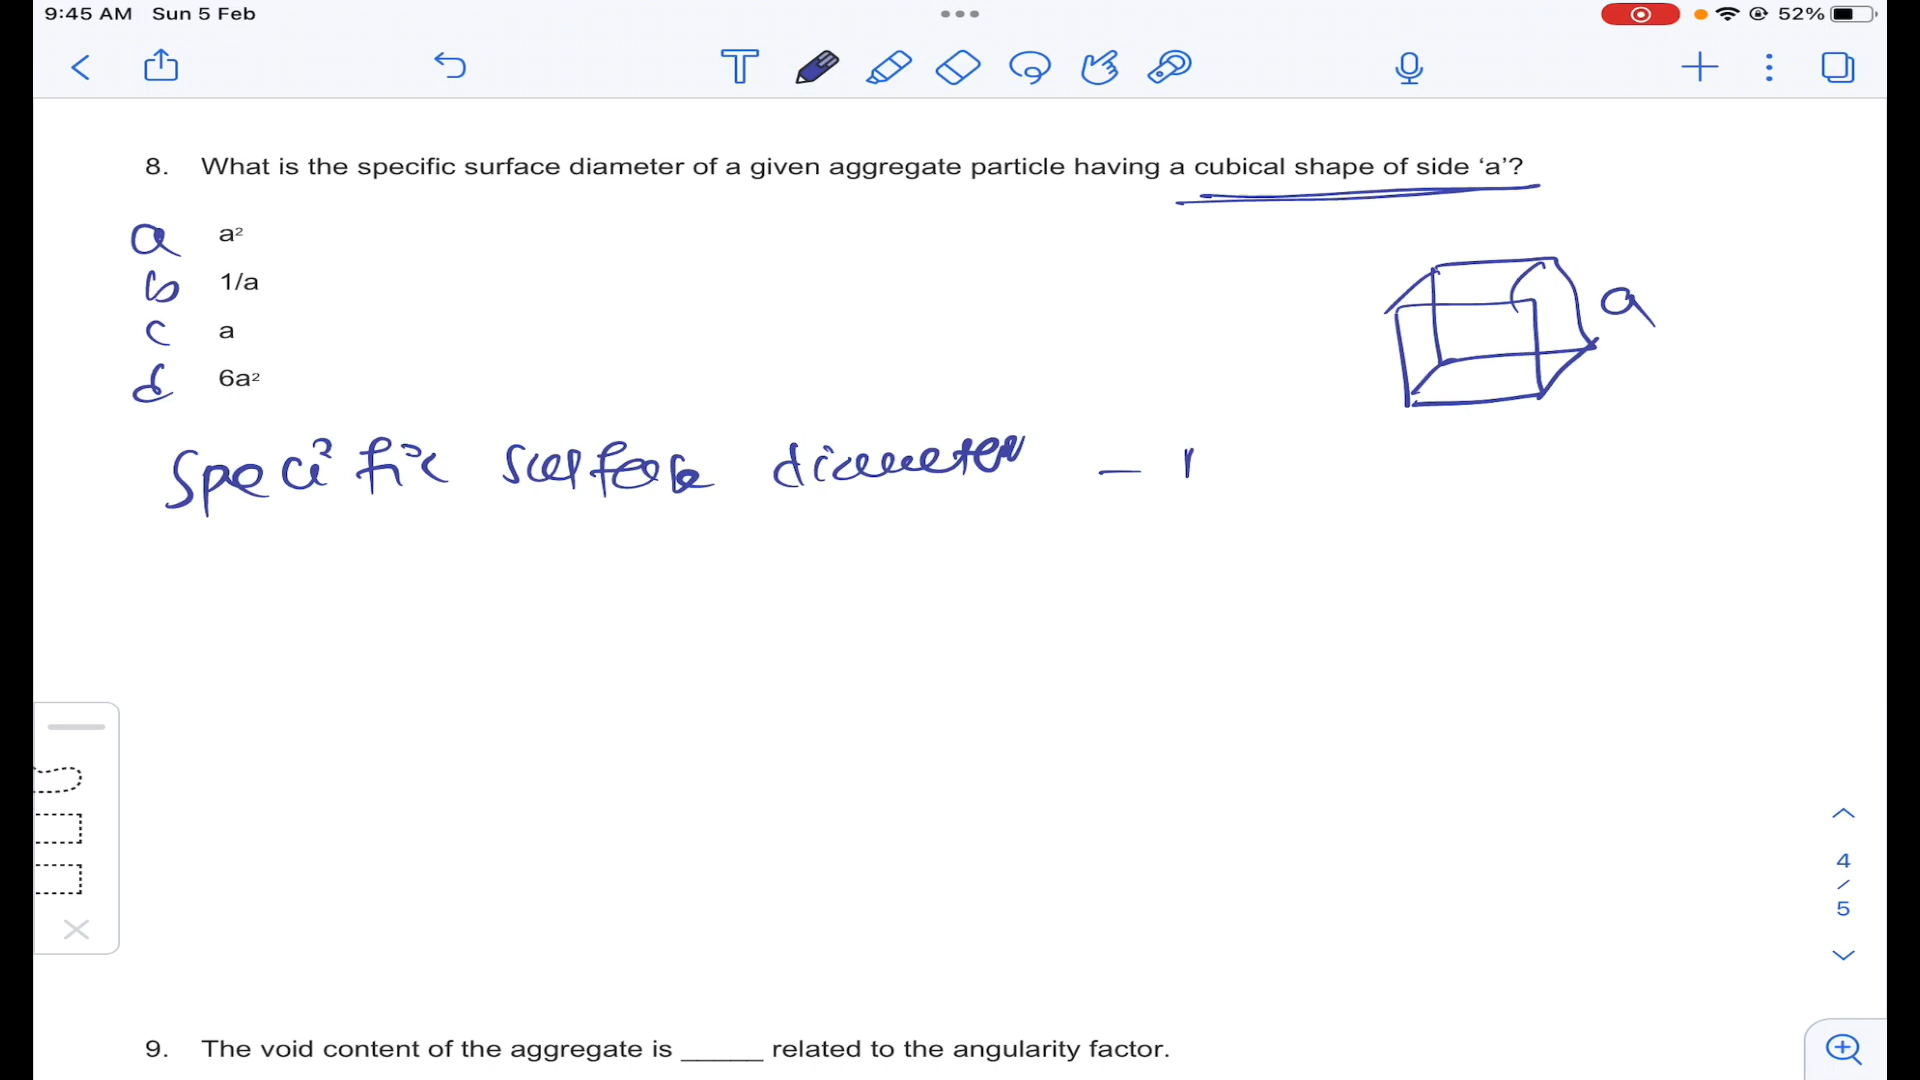 9:45 AM Sun 5 Feb
52%
T
8. What is the specific surface diameter of a given aggregate particle having a cubical shape of side ‘a’?
a a²
b 1/a
c a
d 6a²
a
Specific surface diameter –
4
/
5
9. The void content of the aggregate is _____ related to the angularity factor.